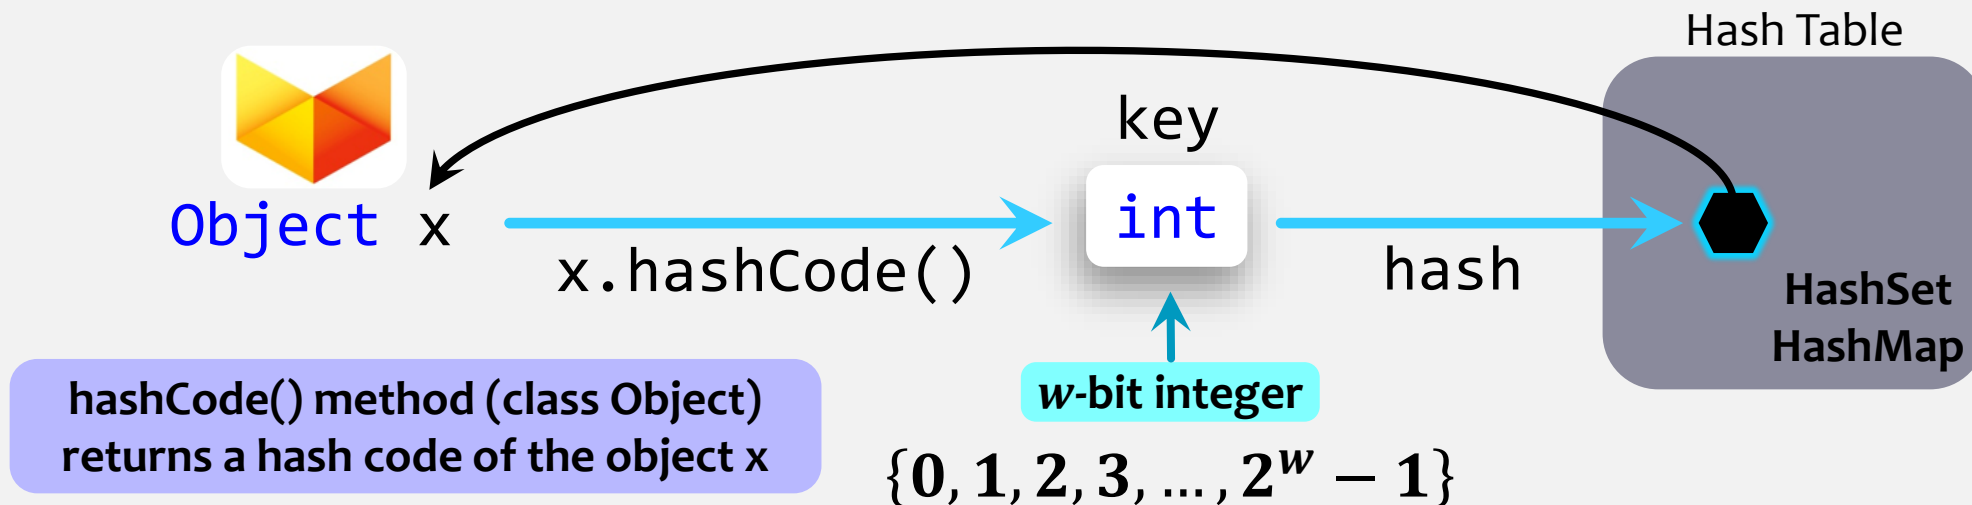 Hash Table
key
Object x
int
x.hashCode()
hash
HashSet
HashMap
hashCode() method (class Object)
returns a hash code of the object x
w-bit integer
{0, 1, 2, 3, … , 2^w − 1}